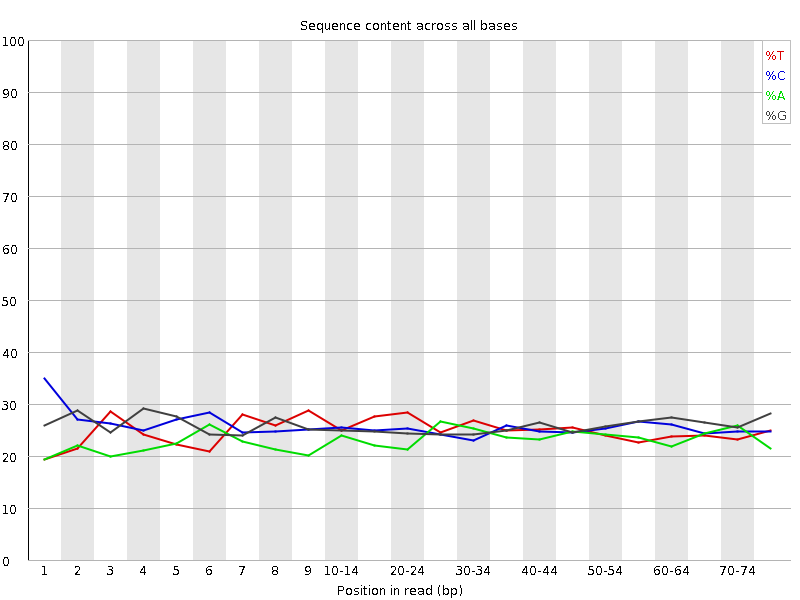 Sequence content across all bases
100
90
80
70
60
50
40
30
20
10
0
%T
%C
%A
%G
1 2 3 4 5 6 7 8 9 10-14 20-24 30-34 40-44 50-54 60-64 70-74
Position in read (bp)